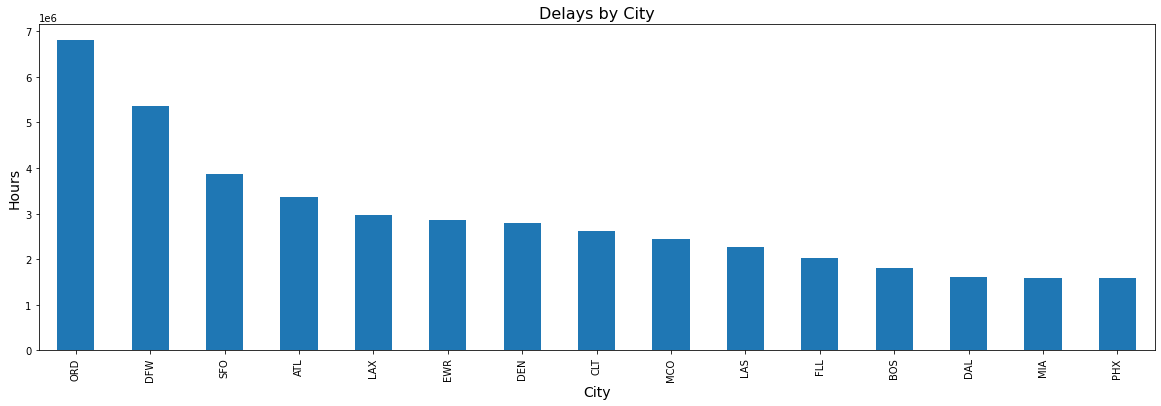 Delays by City
1e6
7
6
5
4
3
2
1
0
Hours
ORD DFW SFO ATL LAX EWR DEN CLT MCO LAS FLL BOS DAL MIA PHX
City